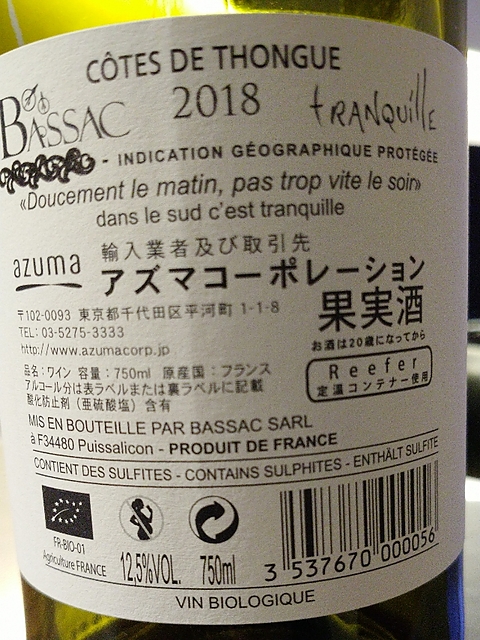 CÔTES DE THONGUE
BASSAC 2018 tRANQuille
- INDICATION GÉOGRAPHIQUE PROTÉGÉE
«Doucement le matin, pas trop vite le soir»
dans le sud c'est tranquille
azuma
輸入業者及び取引先
アズマコーポレーション
〒102-0093 東京都千代田区平河町 1-1-8
TEL: 03-5275-3333
http://www.azumacorp.jp
果実酒
お酒は20歳になってから
Reefer
定温コンテナー使用
品名：ワイン 容量：750ml 原産国：フランス
アルコール分は表ラベルまたは裏ラベルに記載
酸化防止剤（亜硫酸塩）含有
MIS EN BOUTEILLE PAR BASSAC SARL
à F34480 Puissalicon - PRODUIT DE FRANCE
CONTIENT DES SULFITES - CONTAINS SULPHITES - ENTHÄLT SULFITE
FR-BIO-01
Agriculture FRANCE
12,5%VOL.
750ml
3 537670 000056
VIN BIOLOGIQUE